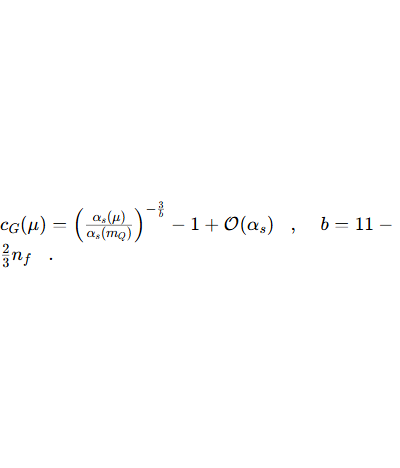 $c_G(\mu) = \left(\frac{\alpha_s(\mu)}{\alpha_s(m_Q)}\right)^{-\frac{3}{b}} - 1 + \mathcal{O}(\alpha_s) \quad , \quad b = 11 -$
$\frac{2}{3} n_f \quad .$